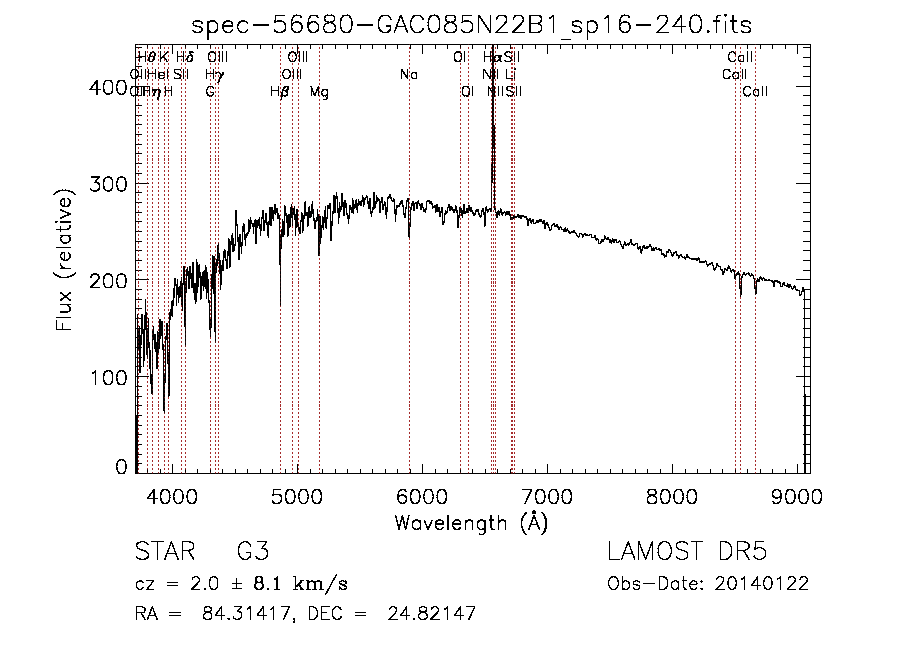 spec-56680-GAC085N22B1_sp16-240.fits
Hθ K Hδ OIII OIII OI Hα SII CaII
OII HeI SII Hγ OIII Na NII Li CaII
Hη H G Hβ Mg OI NII SII CaII
400
300
200
100
0
Flux (relative)
4000 5000 6000 7000 8000 9000
Wavelength (Å)
STAR G3 LAMOST DR5
cz = 2.0 ± 8.1 km/s Obs-Date: 20140122
RA = 84.31417, DEC = 24.82147